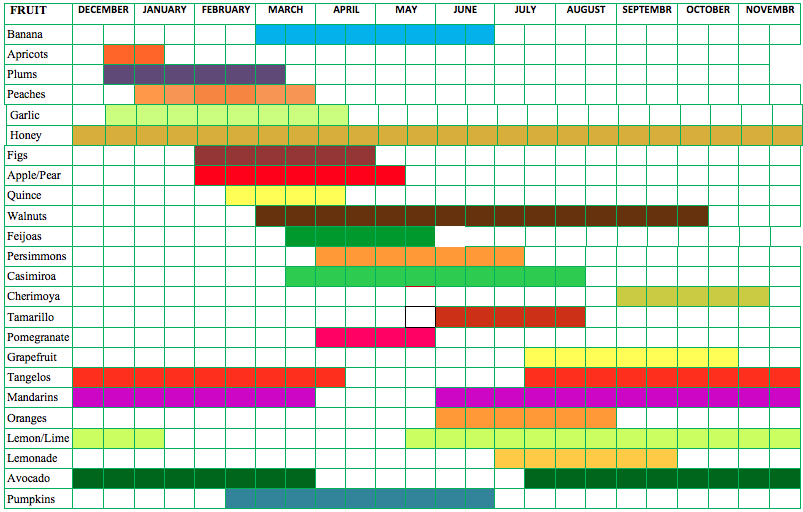 FRUIT DECEMBER JANUARY FEBRUARY MARCH APRIL MAY JUNE JULY AUGUST SEPTEMBR OCTOBER NOVEMBR
Banana
Apricots
Plums
Peaches
Garlic
Honey
Figs
Apple/Pear
Quince
Walnuts
Feijoas
Persimmons
Casimiroa
Cherimoya
Tamarillo
Pomegranate
Grapefruit
Tangelos
Mandarins
Oranges
Lemon/Lime
Lemonade
Avocado
Pumpkins